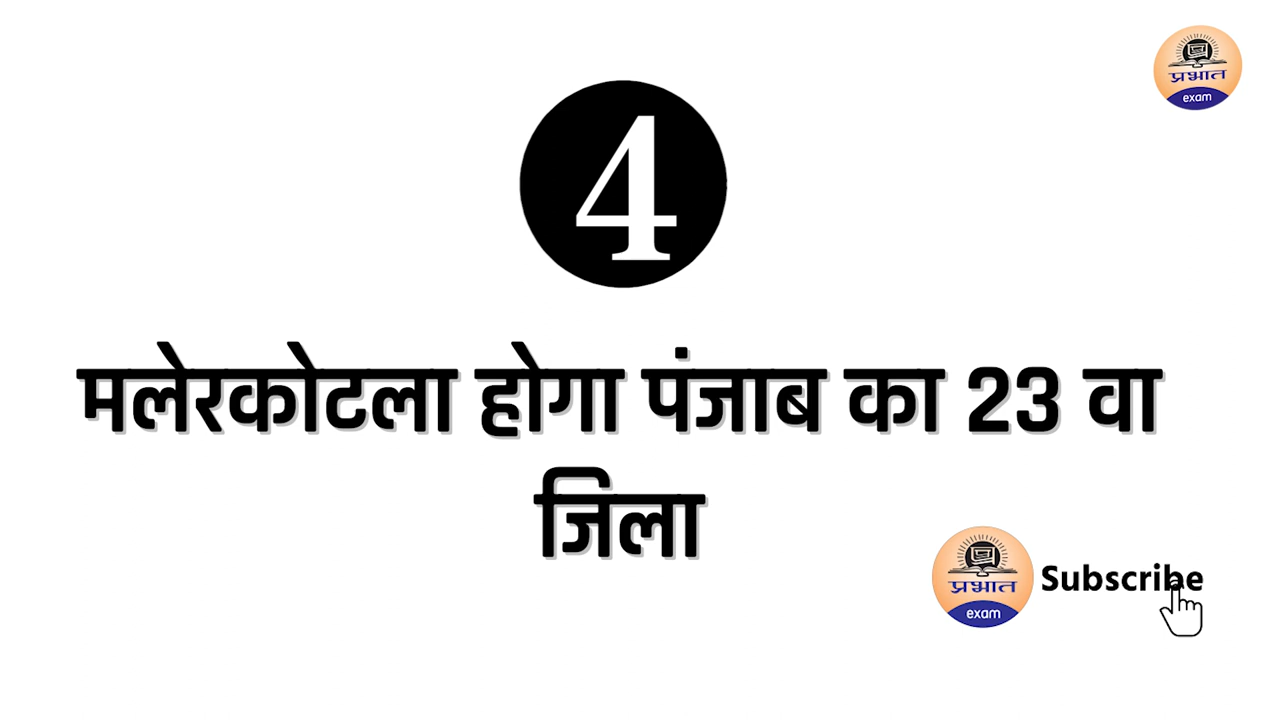 प्रभात
exam
4
मलेरकोटला होगा पंजाब का 23 वा
जिला
प्रभात
exam
Subscribe